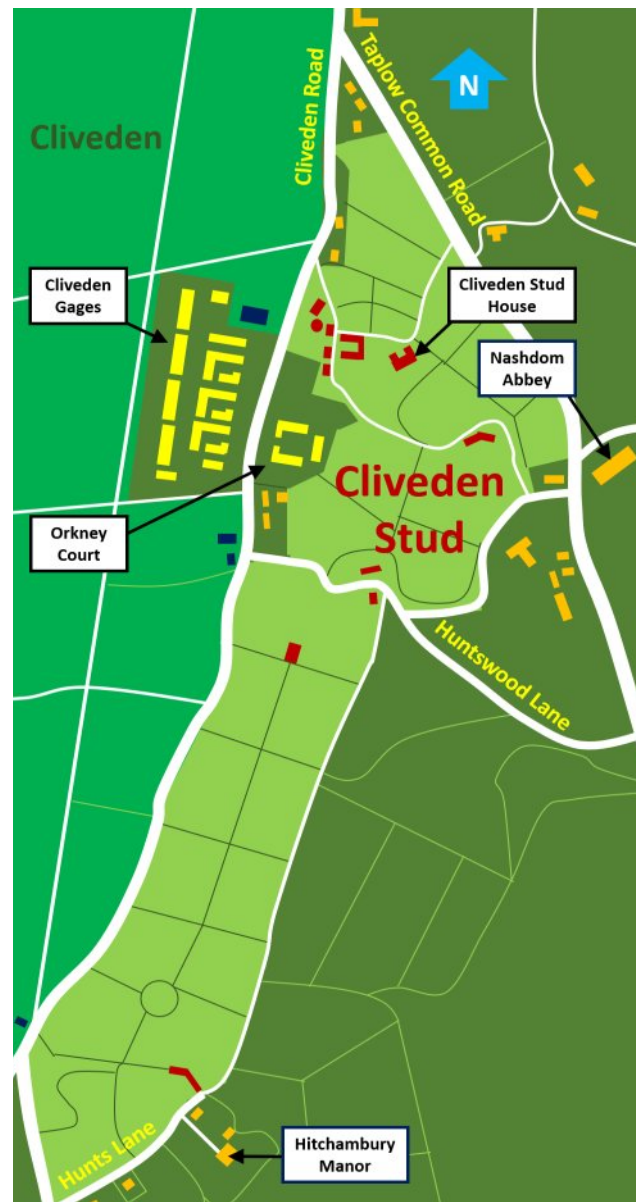 Cliveden Road
Taplow Common Road
N
Cliveden
Cliveden
Gages
Cliveden Stud
House
Nashdom
Abbey
Cliveden
Stud
Orkney
Court
Huntswood Lane
Hunts Lane
Hitchambury
Manor